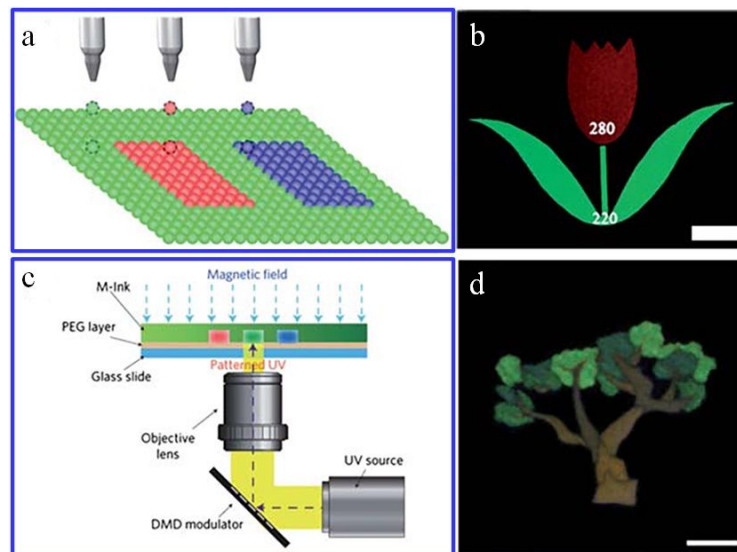 a
b
280
220
c
Magnetic field
M-Ink
PEG layer
Glass slide
Patterned UV
Objective
lens
UV source
DMD modulator
d